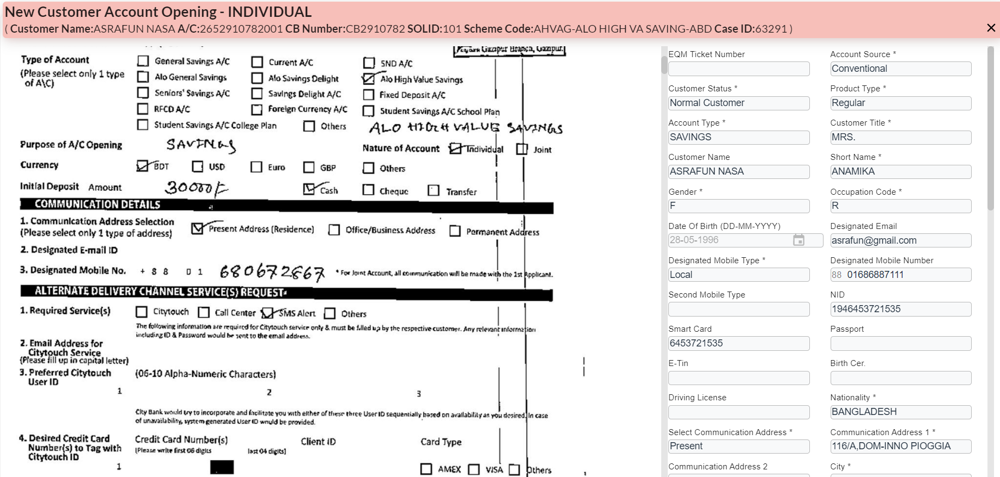 New Customer Account Opening - INDIVIDUAL
( Customer Name:ASRAFUN NASA A/C:2652910782001 CB Number:CB2910782 SOLID:101 Scheme Code:AHVAG-ALO HIGH VA SAVING-ABD Case ID:63291 )
Gazipur Branch, Gazipur.
Type of Account
(Please select only 1 type
of A\C)
General Savings A/C
Current A/C
SND A/C
Alo General Savings
Alo Savings Delight
Alo High Value Savings
Seniors' Savings A/C
Savings Delight A/C
Fixed Deposit A/C
RFCD A/C
Foreign Currency A/C
Student Savings A/C School Plan
Student Savings A/C College Plan
Others
ALO HIGH VALUE SAVINGS
Purpose of A/C Opening
SAVINGS
Nature of Account
Individual
Joint
Currency
BDT
USD
Euro
GBP
Others
Initial Deposit Amount
30000/=
Cash
Cheque
Transfer
COMMUNICATION DETAILS
1. Communication Address Selection
(Please select only 1 type of address)
Present Address (Residence)
Office/Business Address
Permanent Address
2. Designated E-mail ID
3. Designated Mobile No.
+ 8 8 0 1 680672867
* For Joint Account, all communication will be made with the 1st Applicant.
ALTERNATE DELIVERY CHANNEL SERVICE(S) REQUEST
1. Required Service(s)
Citytouch
Call Center
SMS Alert
Others
The following information are required for Citytouch service only & must be filled up by the respective customer. Any relevant information
including ID & Password would be sent to the email address.
2. Email Address for
Citytouch Service
(Please fill up in capital letter)
3. Preferred Citytouch
User ID
(06-10 Alpha-Numeric Characters)
1
2
3
City Bank would try to incorporate and facilitate you with either of these three User ID sequentially based on availability as you desired. In case
of unavailability, system generated User ID would be provided.
4. Desired Credit Card
Number(s) to Tag with
Citytouch ID
Credit Card Number(s)
[Please write first 06 digits
last 04 digits]
Client ID
Card Type
1
AMEX
VISA
Others
EQM Ticket Number
Account Source *
Conventional
Customer Status *
Product Type *
Normal Customer
Regular
Account Type *
Customer Title *
SAVINGS
MRS.
Customer Name
Short Name *
ASRAFUN NASA
ANAMIKA
Gender *
Occupation Code *
F
R
Date Of Birth (DD-MM-YYYY)
Designated Email
28-05-1996
asrafun@gmail.com
Designated Mobile Type *
Designated Mobile Number
Local
88 01686887111
Second Mobile Type
NID
1946453721535
Smart Card
Passport
6453721535
E-Tin
Birth Cer.
Driving License
Nationality *
BANGLADESH
Select Communication Address *
Communication Address 1 *
Present
116/A,DOM-INNO PIOGGIA
Communication Address 2
City *